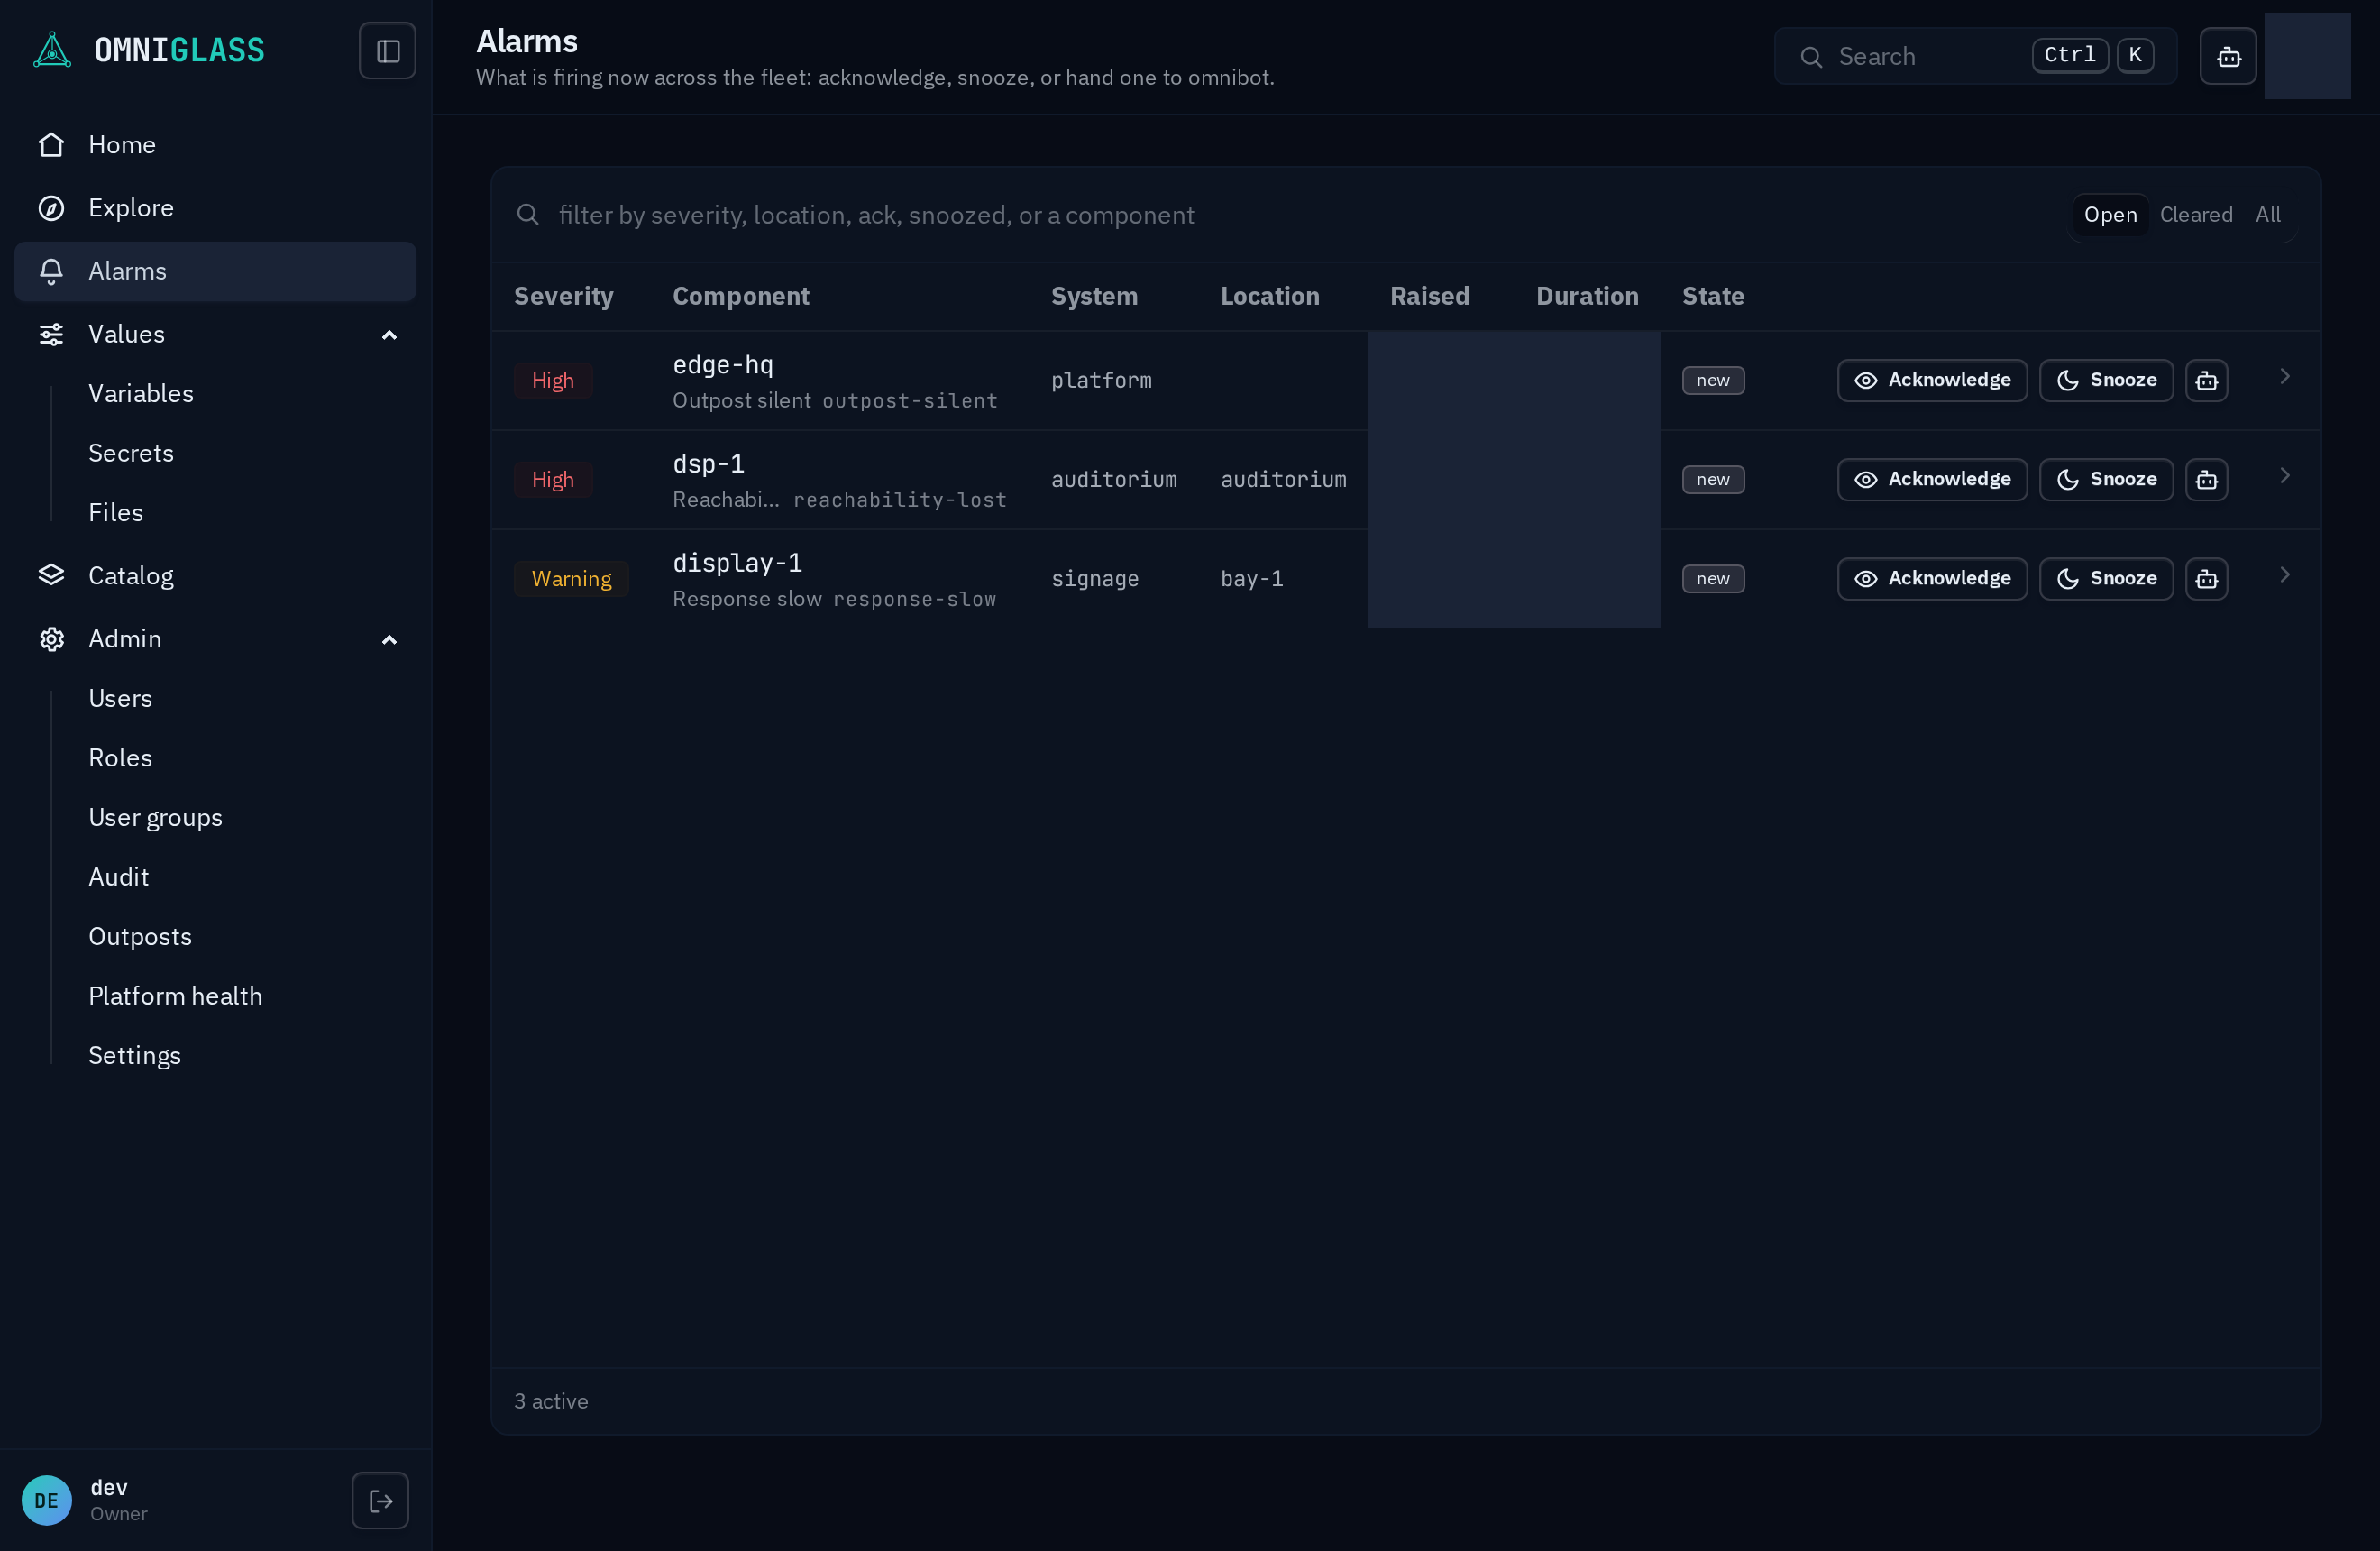 OMNIGLASS
Home
Explore
Alarms
Values
Variables
Secrets
Files
Catalog
Admin
Users
Roles
User groups
Audit
Outposts
Platform health
Settings
DE
dev
Owner
Alarms
What is firing now across the fleet: acknowledge, snooze, or hand one to omnibot.
Search Ctrl K
filter by severity, location, ack, snoozed, or a component
Open Cleared All
Severity Component System Location Raised Duration State
High edge-hq platform new Acknowledge Snooze
Outpost silent outpost-silent
High dsp-1 auditorium auditorium new Acknowledge Snooze
Reachabi... reachability-lost
Warning display-1 signage bay-1 new Acknowledge Snooze
Response slow response-slow
3 active